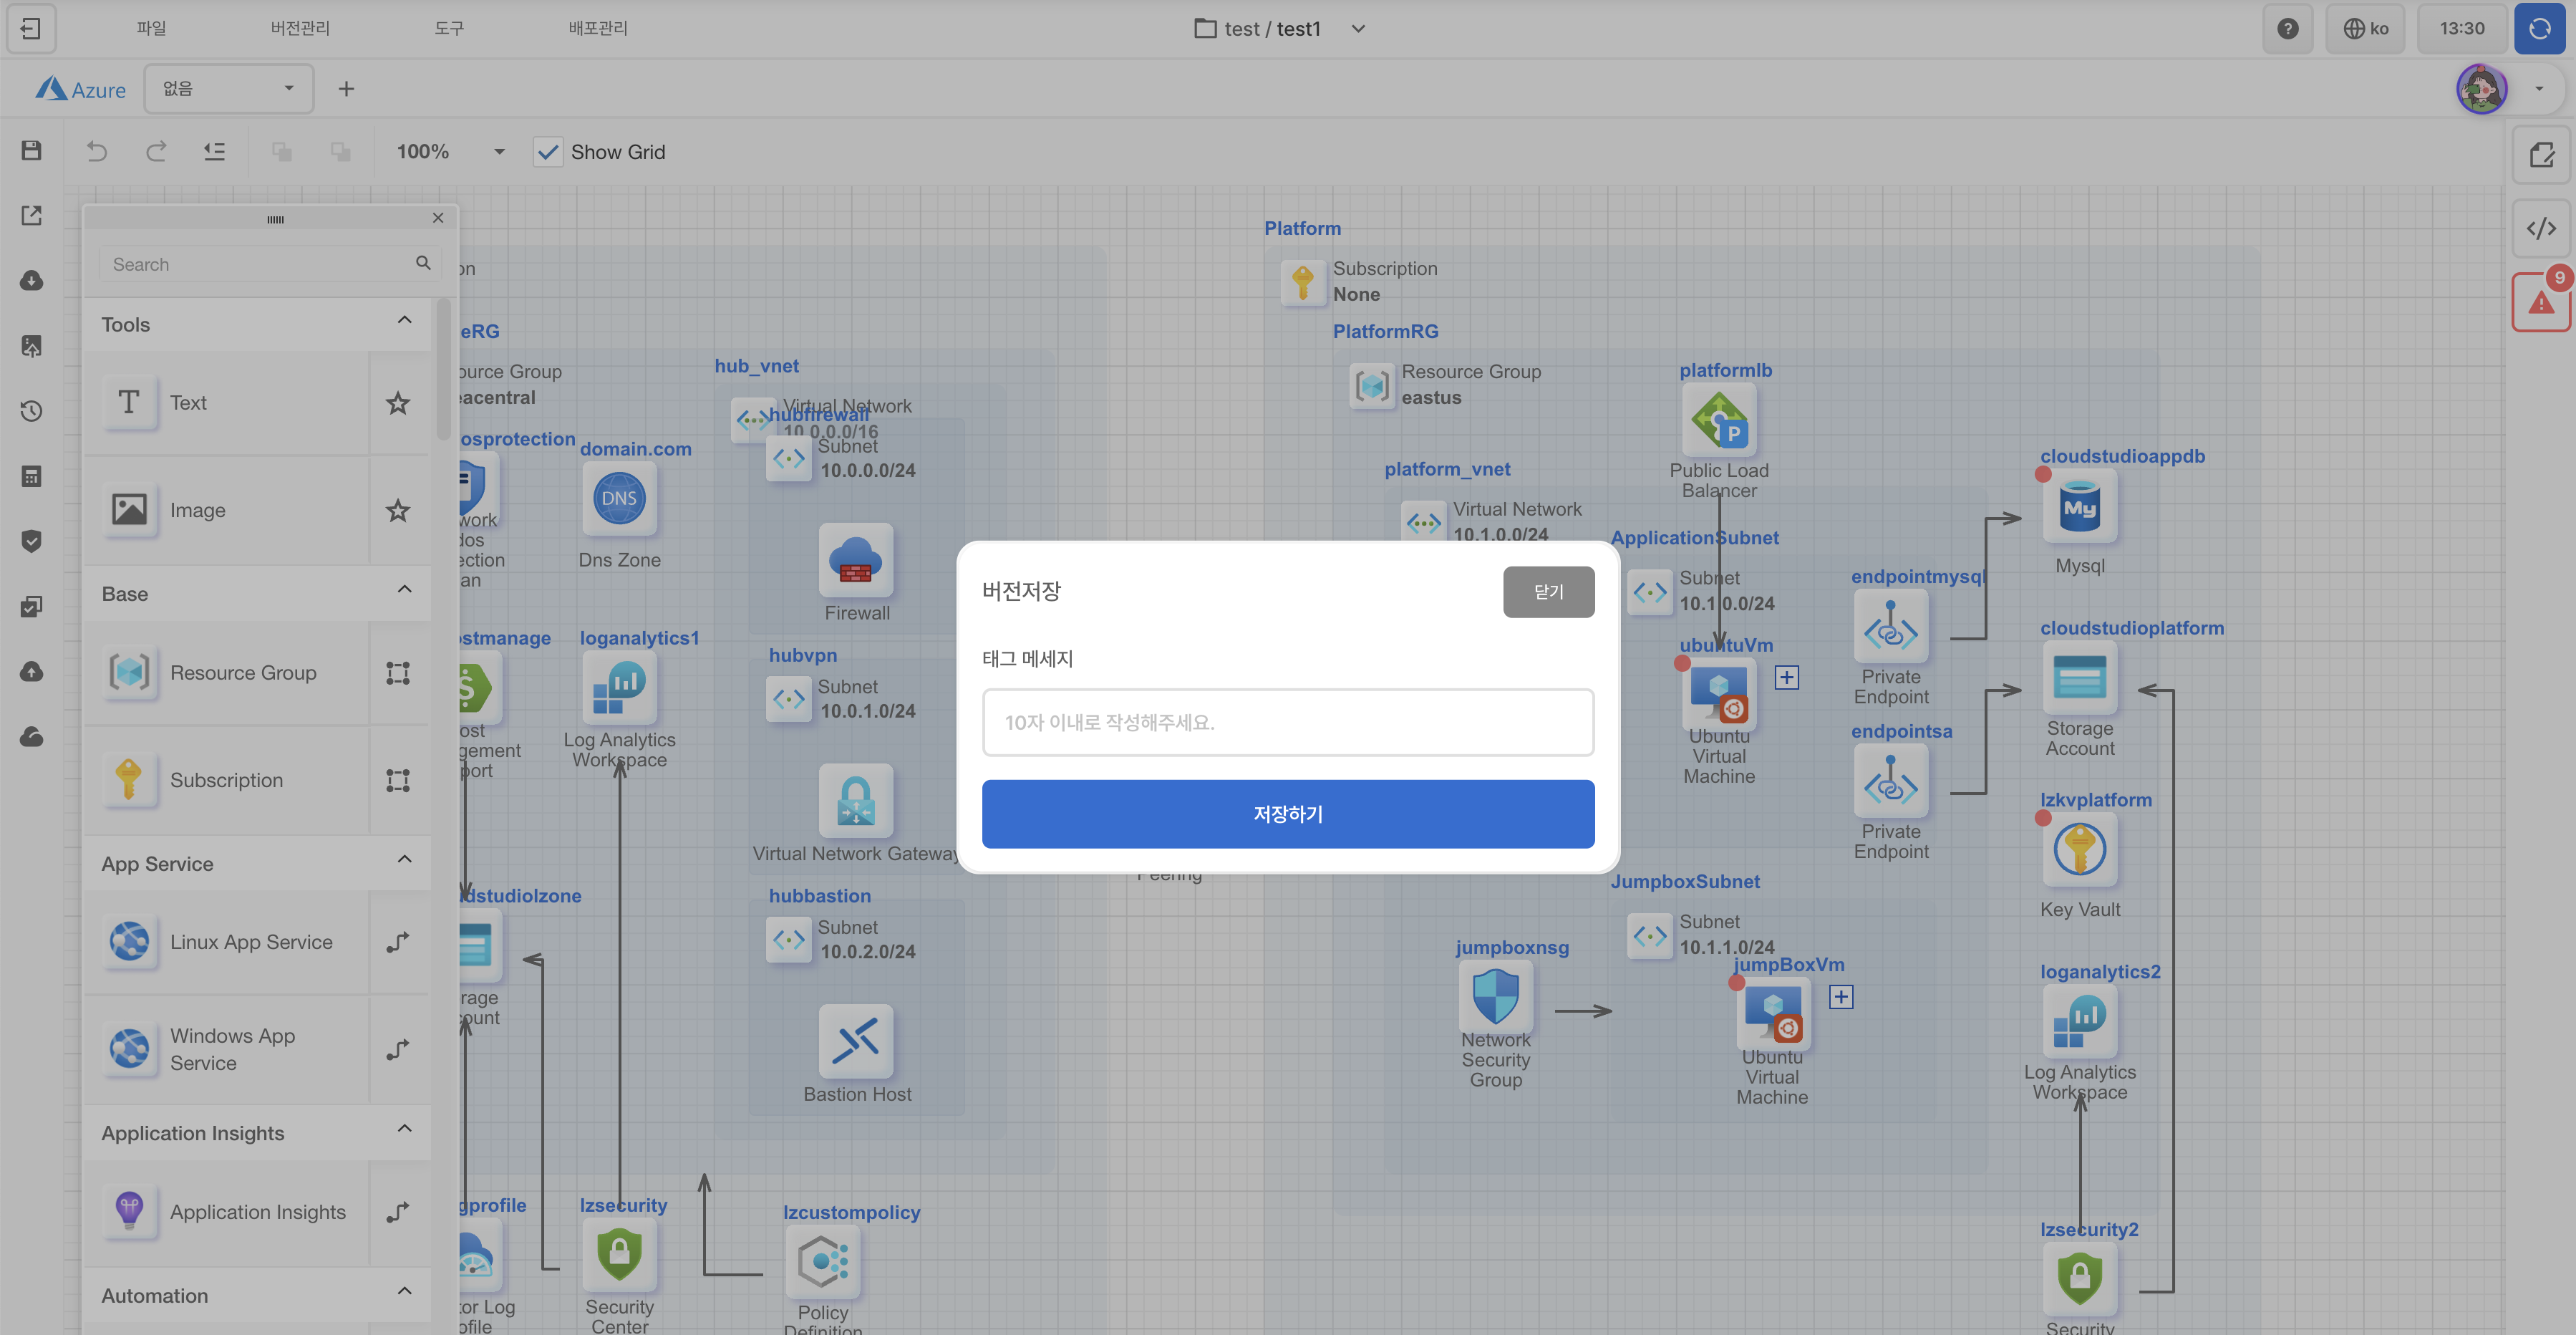 파일
버전관리
도구
배포관리
test / test1
ko
13:30
Azure
없음
100%
Show Grid
9
Search
Tools
Text
Image
Base
Resource Group
Subscription
App Service
Linux App Service
Windows App
Service
Application Insights
Application Insights
Automation
on
eRG
ource Group
acentral
osprotection
work
dos
ection
an
domain.com
DNS
Dns Zone
hub_vnet
Virtual Network
10.0.0.0/16
hubfirewall
Subnet
10.0.0.0/24
Firewall
ostmanage
ost
gement
port
loganalytics1
Log Analytics
Workspace
hubvpn
Subnet
10.0.1.0/24
Virtual Network Gateway
hubbastion
Subnet
10.0.2.0/24
Bastion Host
udstudiolzone
rage
count
gprofile
tor Log
ofile
lzsecurity
Security
Center
lzcustompolicy
Policy
Definition
Peering
버전저장
닫기
태그 메세지
10자 이내로 작성해주세요.
저장하기
Platform
Subscription
None
PlatformRG
Resource Group
eastus
platformlb
P
Public Load
Balancer
platform_vnet
Virtual Network
10.1.0.0/24
ApplicationSubnet
Subnet
10.1.0.0/24
ubuntuVm
Ubuntu
Virtual
Machine
endpointmysql
Private
Endpoint
endpointsa
Private
Endpoint
cloudstudioappdb
My
Mysql
cloudstudioplatform
Storage
Account
lzkvplatform
Key Vault
JumpboxSubnet
Subnet
10.1.1.0/24
jumpboxnsg
Network
Security
Group
jumpBoxVm
Ubuntu
Virtual
Machine
loganalytics2
Log Analytics
Workspace
lzsecurity2
Security